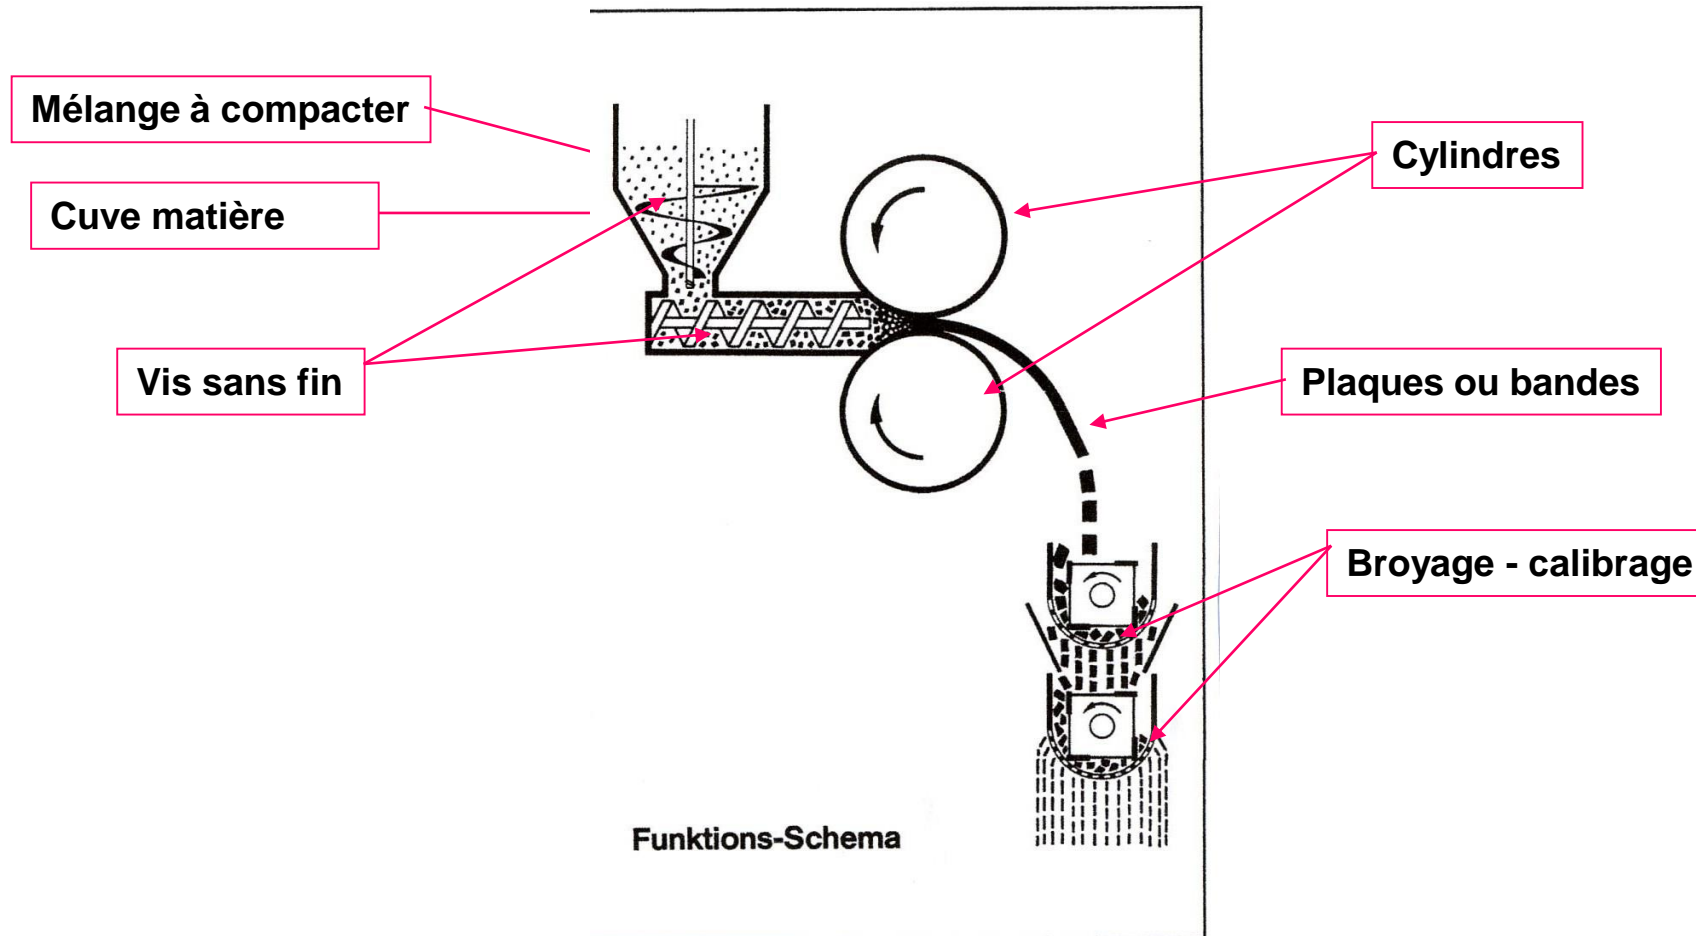 Mélange à compacter
Cylindres
Cuve matière
Vis sans fin
Plaques ou bandes
Broyage - calibrage
Funktions-Schema